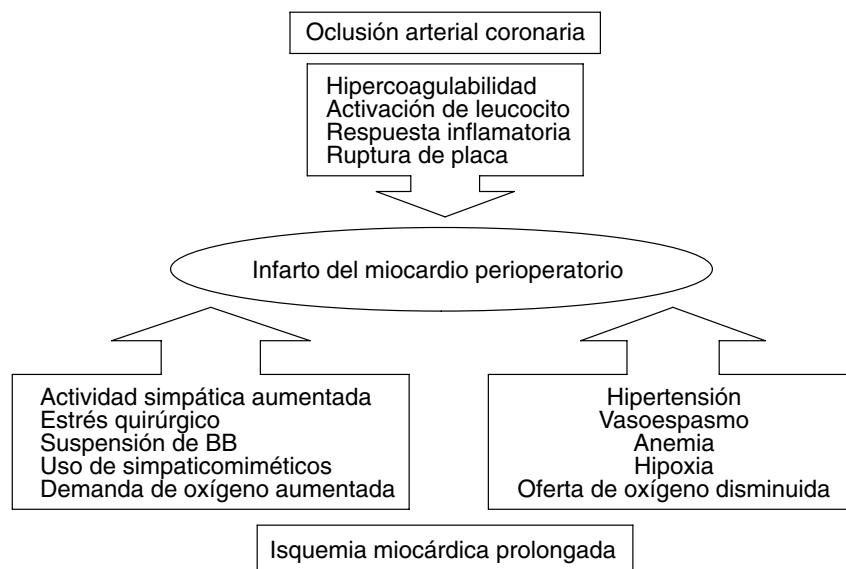 Oclusión arterial coronaria
Hipercoagulabilidad
Activación de leucocito
Respuesta inflamatoria
Ruptura de placa
Infarto del miocardio perioperatorio
Actividad simpática aumentada
Estrés quirúrgico
Suspensión de BB
Uso de simpaticomiméticos
Demanda de oxígeno aumentada
Hipertensión
Vasoespasmo
Anemia
Hipoxia
Oferta de oxígeno disminuida
Isquemia miocárdica prolongada